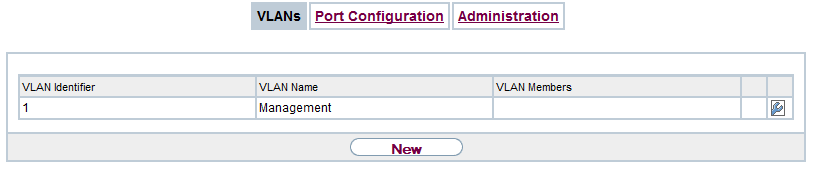 VLANs Port Configuration Administration
VLAN Identifier VLAN Name VLAN Members
1 Management
New